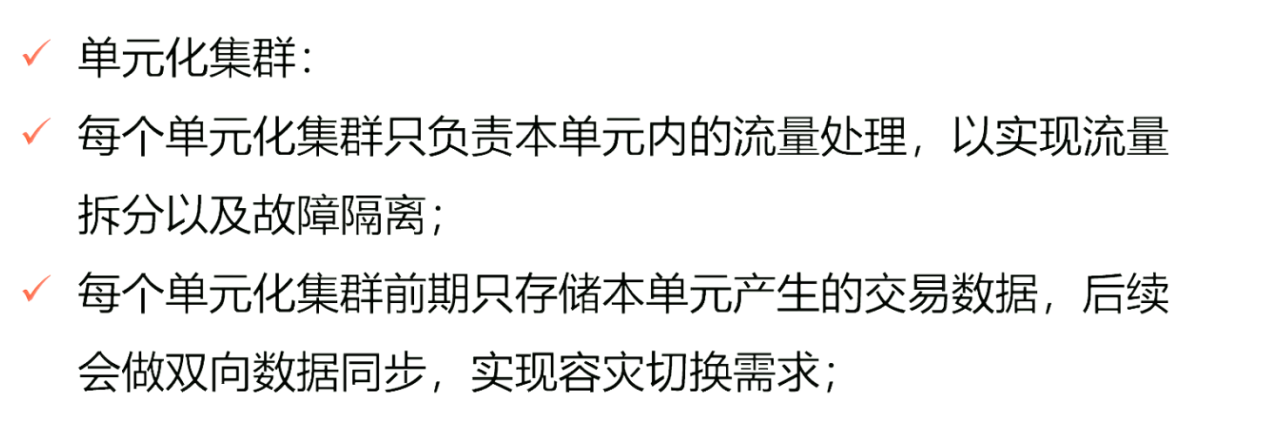 ✓ 单元化集群：
✓ 每个单元化集群只负责本单元内的流量处理，以实现流量
拆分以及故障隔离；
✓ 每个单元化集群前期只存储本单元产生的交易数据，后续
会做双向数据同步，实现容灾切换需求；